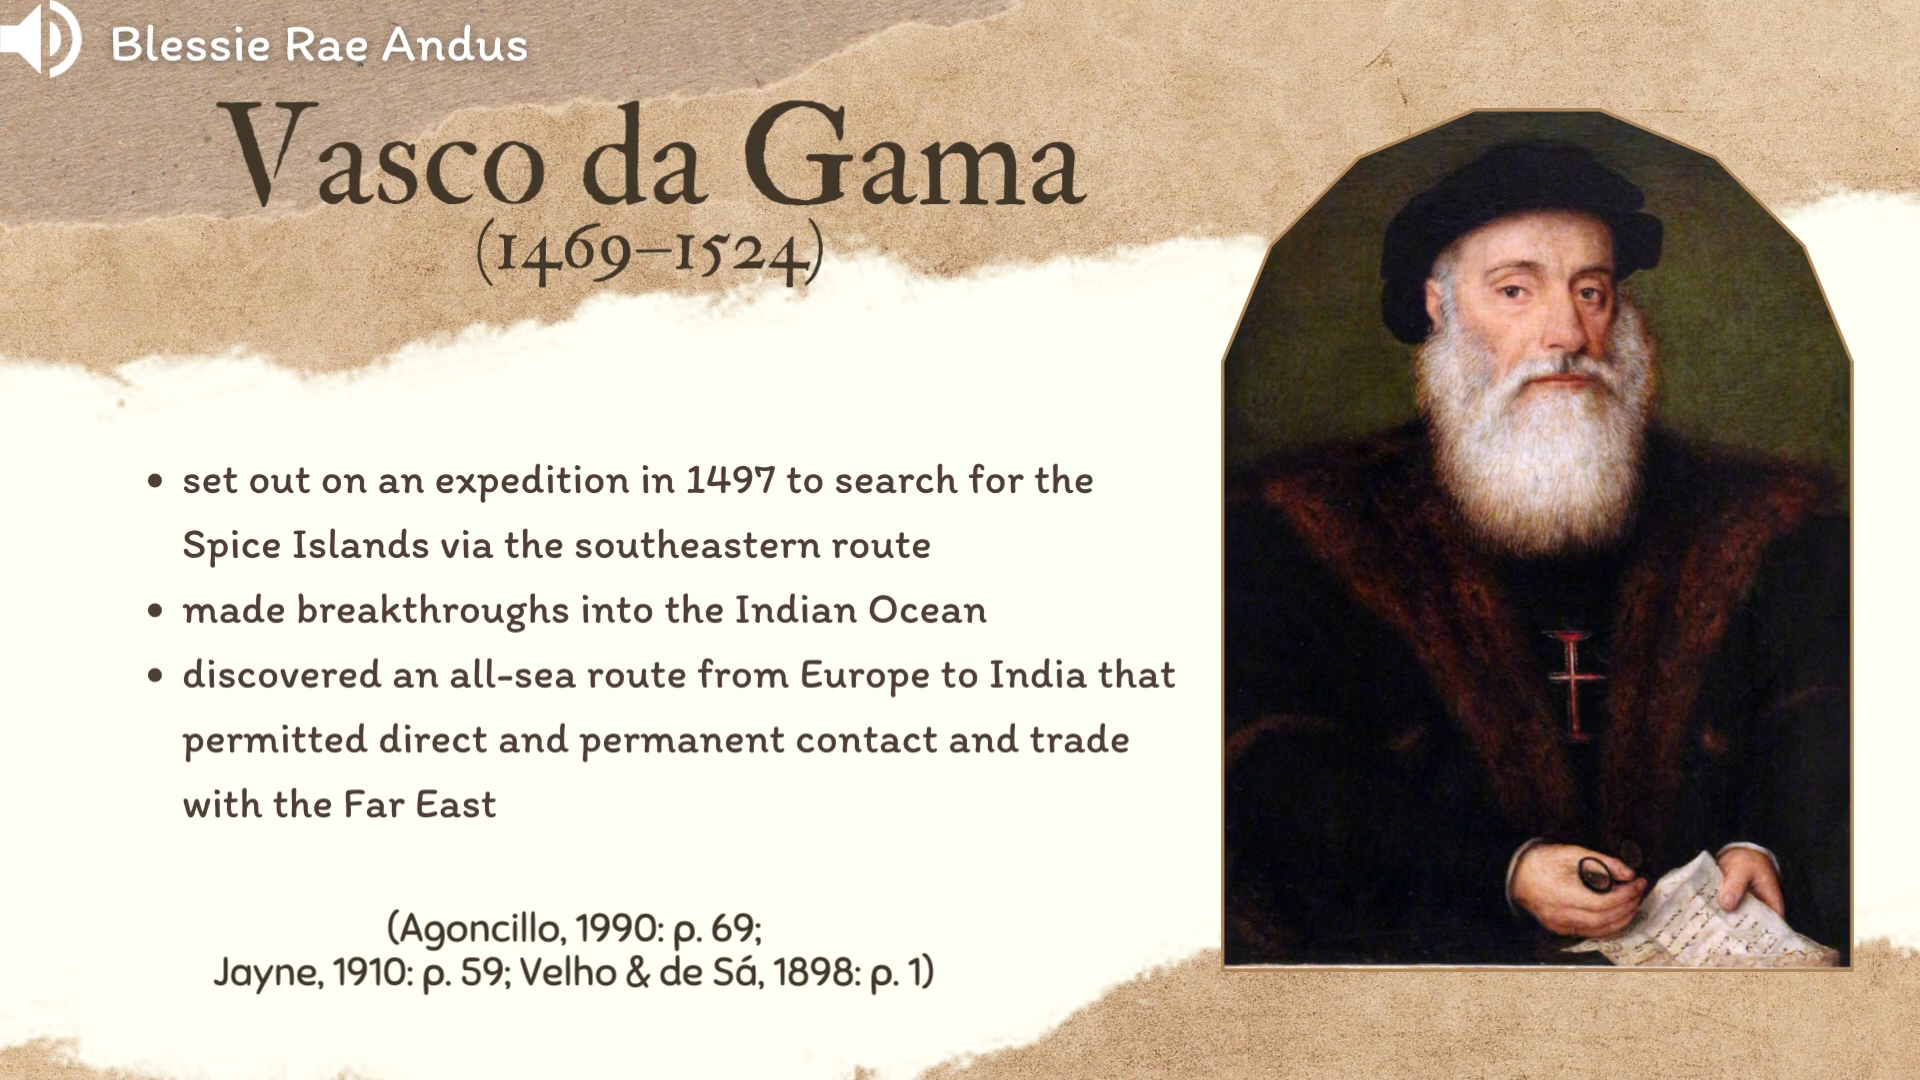 Blessie Rae Andus
Vasco da Gama
(1469–1524)
• set out on an expedition in 1497 to search for the
Spice Islands via the southeastern route
• made breakthroughs into the Indian Ocean
• discovered an all-sea route from Europe to India that
permitted direct and permanent contact and trade
with the Far East
(Agoncillo, 1990: p. 69;
Jayne, 1910: p. 59; Velho & de Sá, 1898: p. 1)